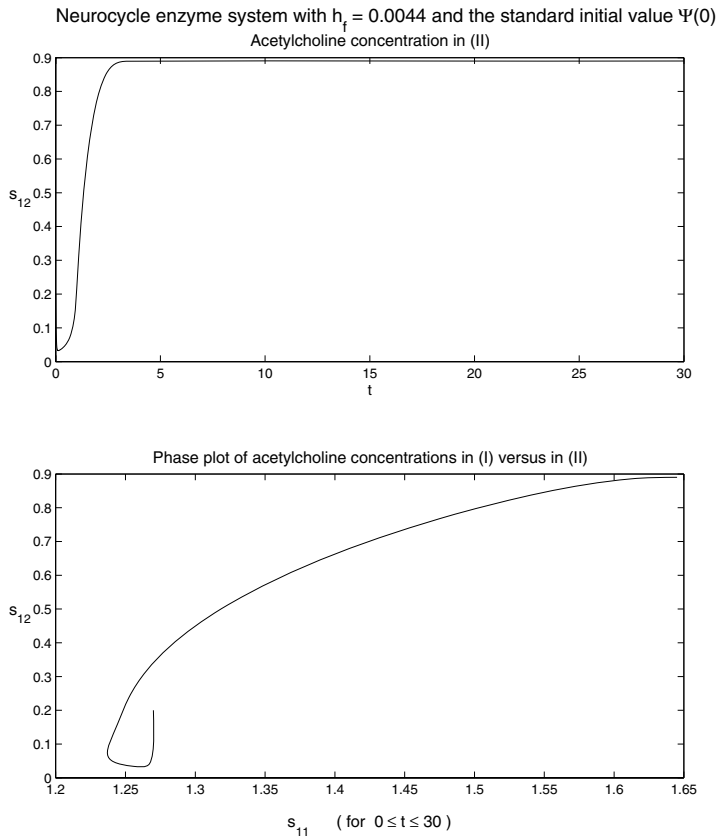 Neurocycle enzyme system with h_f = 0.0044 and the standard initial value Ψ(0)
Acetylcholine concentration in (II)
0.9
0.8
0.7
0.6
0.5
s_12
0.4
0.3
0.2
0.1
0
0 5 10 15 20 25 30
t
Phase plot of acetylcholine concentrations in (I) versus in (II)
0.9
0.8
0.7
0.6
0.5
s_12
0.4
0.3
0.2
0.1
0
1.2 1.25 1.3 1.35 1.4 1.45 1.5 1.55 1.6 1.65
s_11 ( for 0 ≤ t ≤ 30 )